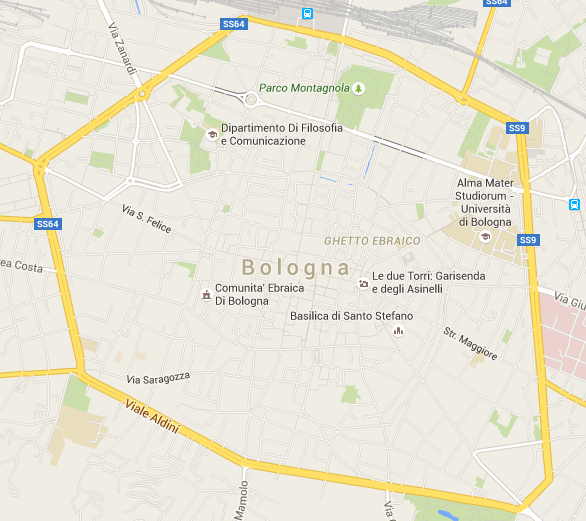 SS64
SS64
Via Zanardi
Parco Montagnola
SS9
Dipartimento Di Filosofia
e Comunicazione
Alma Mater
Studiorum -
Università
di Bologna
Via S. Felice
SS64
GHETTO EBRAICO
SS9
ea Costa
Bologna
Le due Torri: Garisenda
e degli Asinelli
Comunita' Ebraica
Di Bologna
Via Giu
Basilica di Santo Stefano
Str. Maggiore
Via Saragozza
Viale Aldini
Mamolo
Via